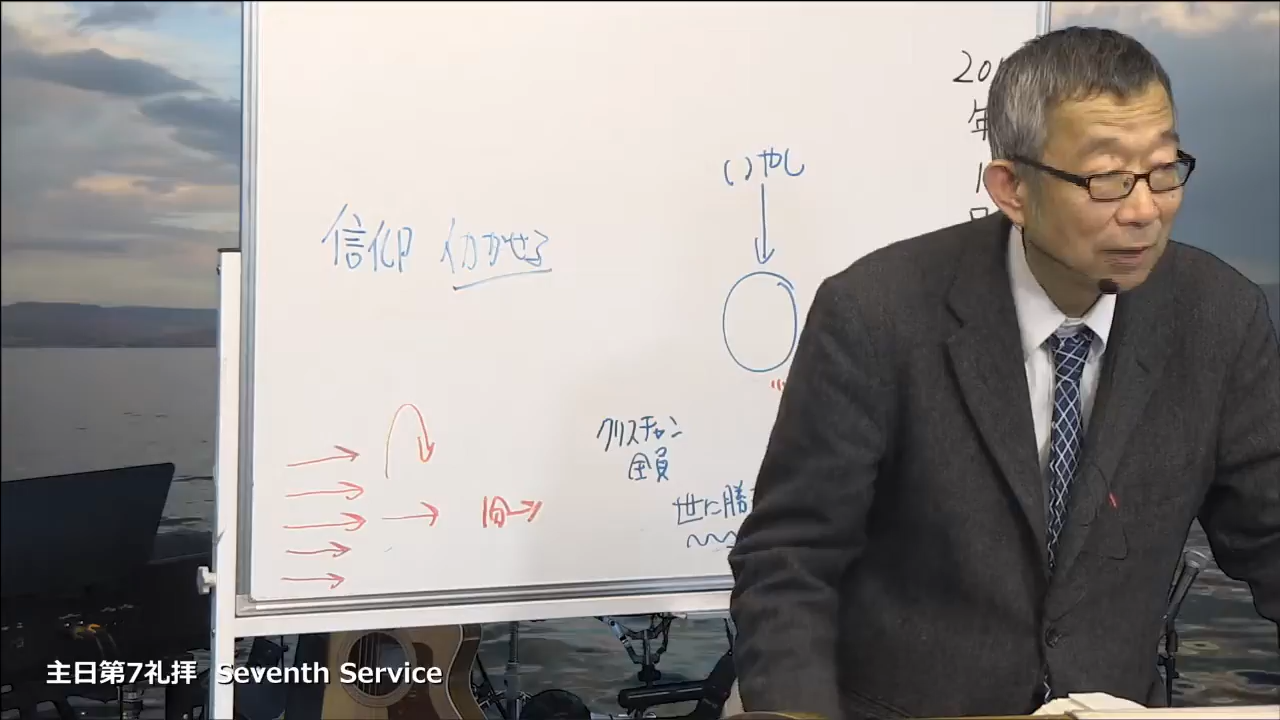 いやし
信仰 働かせる
クリスチャン
全員
世に勝
年
主日第7礼拝 Seventh Service